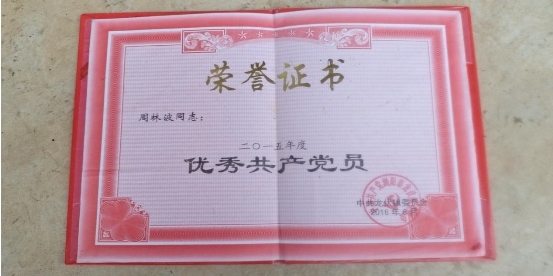 荣誉证书
周林波同志：
二〇一五年度
优秀共产党员